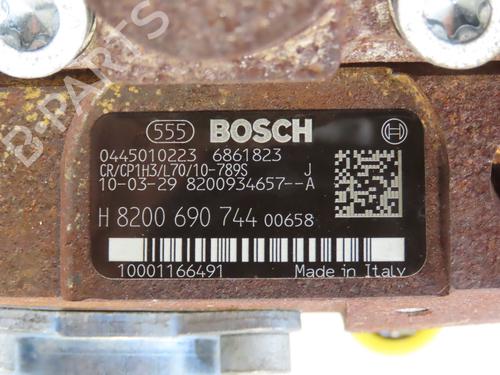 B-PARTS
555 BOSCH
0445010223 6861823
CR/CP1H3/L70/10-789S J
10-03-29 8200934657--A
H 8200 690 744 00658
10001166491 Made in Italy